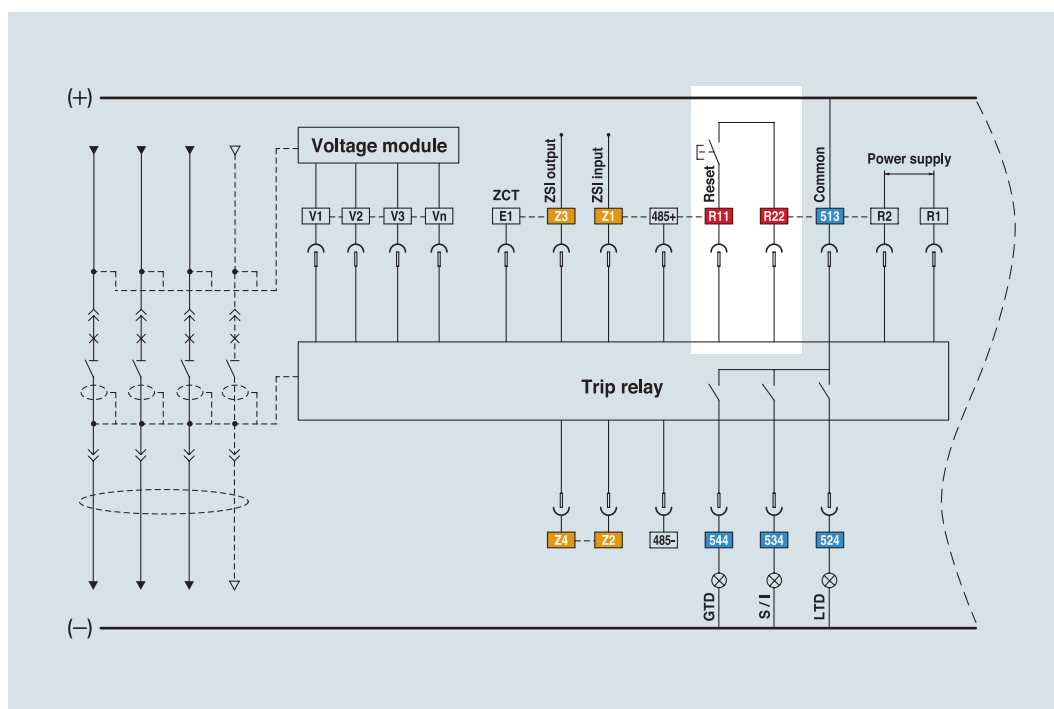 (+)
Voltage module
ZCT
ZSI output
ZSI input
Reset
Common
Power supply
V1
V2
V3
Vn
E1
Z3
Z1
485+
R11
R22
513
R2
R1
Trip relay
Z4
Z2
485-
544
534
524
GTD
S / I
LTD
(−)